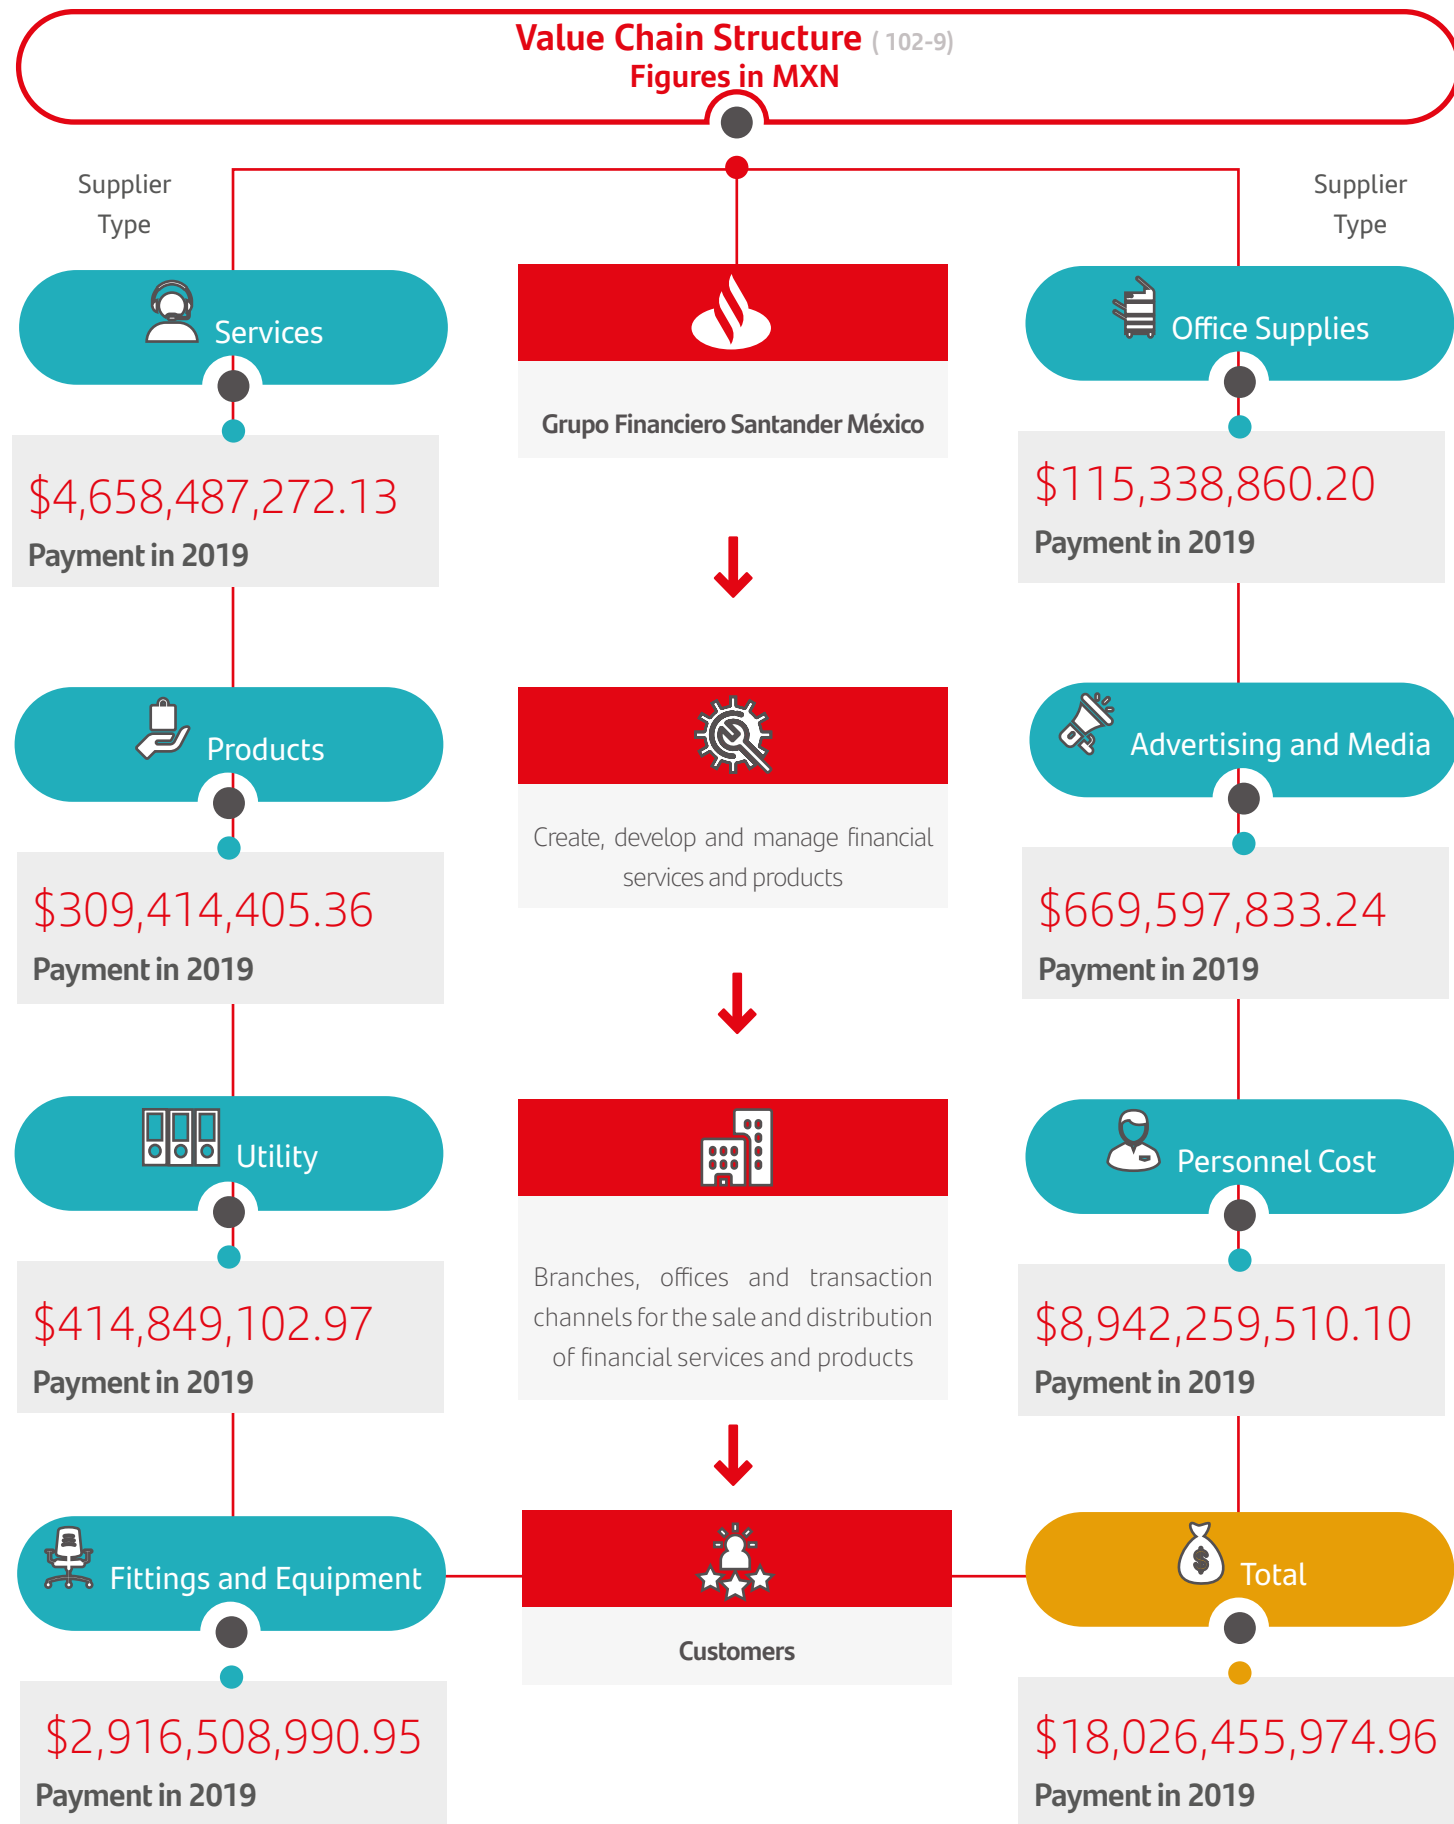 Value Chain Structure ( 102-9)
Figures in MXN
Supplier
Type
Services
$4,658,487,272.13
Payment in 2019
Products
$309,414,405.36
Payment in 2019
Utility
$414,849,102.97
Payment in 2019
Fittings and Equipment
$2,916,508,990.95
Payment in 2019
Grupo Financiero Santander México
Create, develop and manage financial
services and products
Branches, offices and transaction
channels for the sale and distribution
of financial services and products
Customers
Supplier
Type
Office Supplies
$115,338,860.20
Payment in 2019
Advertising and Media
$669,597,833.24
Payment in 2019
Personnel Cost
$8,942,259,510.10
Payment in 2019
$
Total
$18,026,455,974.96
Payment in 2019